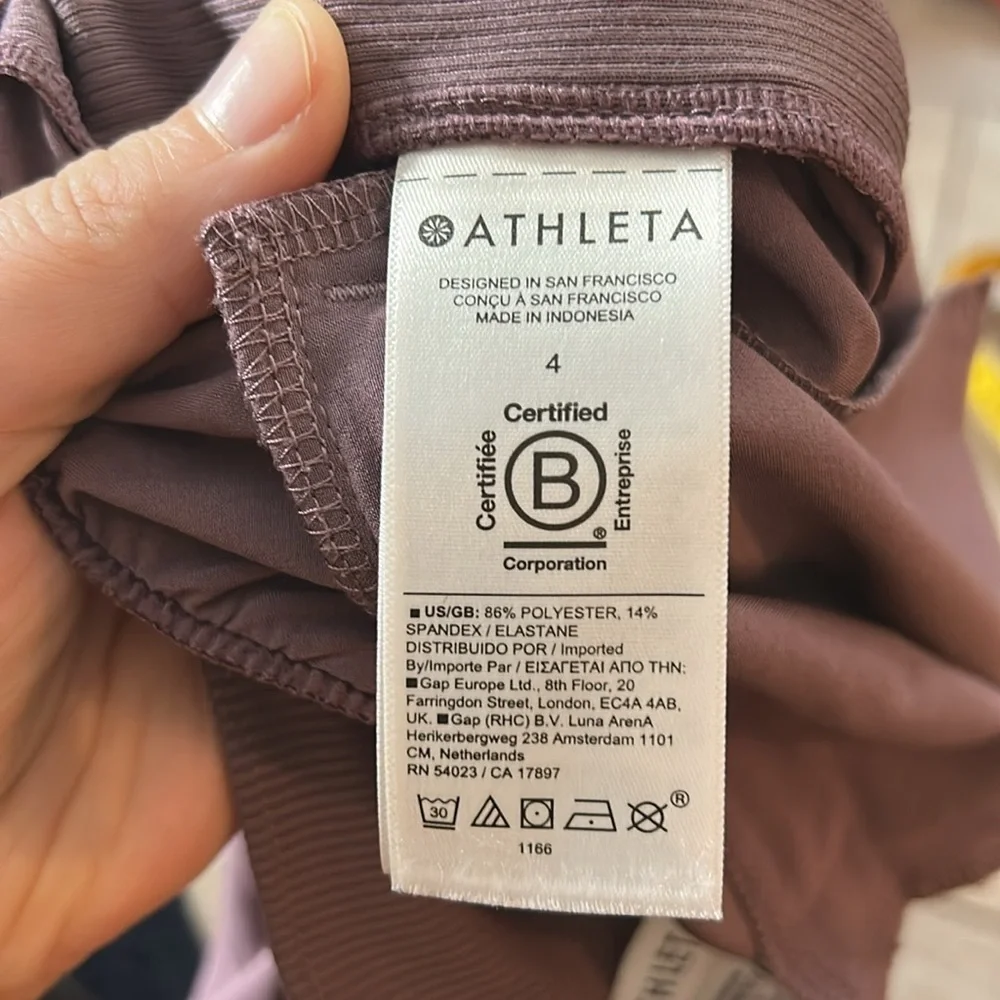 ATHLETA
DESIGNED IN SAN FRANCISCO
CONÇU À SAN FRANCISCO
MADE IN INDONESIA
4
Certified
Certifiée
B
Entreprise
®
Corporation
US/GB: 86% POLYESTER, 14%
SPANDEX / ELASTANE
DISTRIBUIDO POR / Imported
By/Importe Par / ΕΙΣΑΓΕΤΑΙ ΑΠΟ ΤΗΝ:
Gap Europe Ltd., 8th Floor, 20
Farringdon Street, London, EC4A 4AB,
UK. Gap (RHC) B.V. Luna ArenA
Herikerbergweg 238 Amsterdam 1101
CM, Netherlands
RN 54023 / CA 17897
30
®
1166